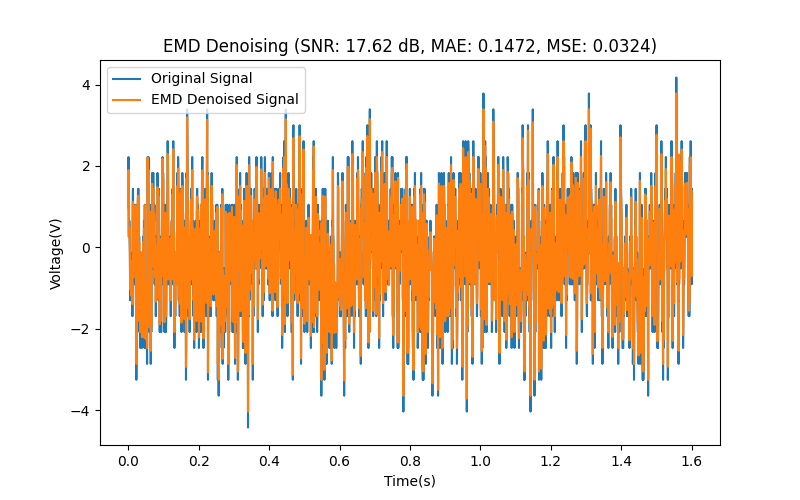 EMD Denoising (SNR: 17.62 dB, MAE: 0.1472, MSE: 0.0324)
Original Signal
EMD Denoised Signal
4
2
0
−2
−4
Voltage(V)
0.0 0.2 0.4 0.6 0.8 1.0 1.2 1.4 1.6
Time(s)